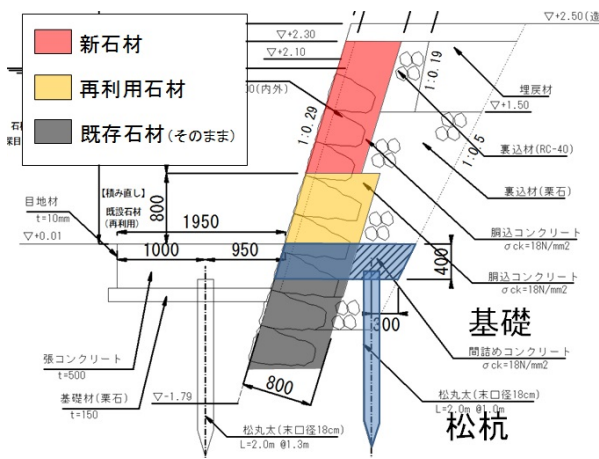 ▽+2.50(造
▽+2.30
▽+2.10
新石材
再利用石材
既存石材(そのまま)
0(内外)
1:0.29
1:0.19
1:0.5
埋戻材
▽+1.50
裏込材(RC-40)
裏込材(栗石)
胴込コンクリート
σck=18N/mm2
胴込コンクリート
σck=18N/mm2
目地材
t=10mm
【積み直し】
既設石材
(再利用)
800
▽+0.01
1950
1000
950
400
300
基礎
間詰めコンクリート
σck=18N/mm2
張コンクリート
t=500
基礎材(栗石)
t=150
▽-1.79
800
松丸太(末口径18cm)
L=2.0m @1.3m
松丸太(末口径18cm)
L=2.0m @1.0m
松杭